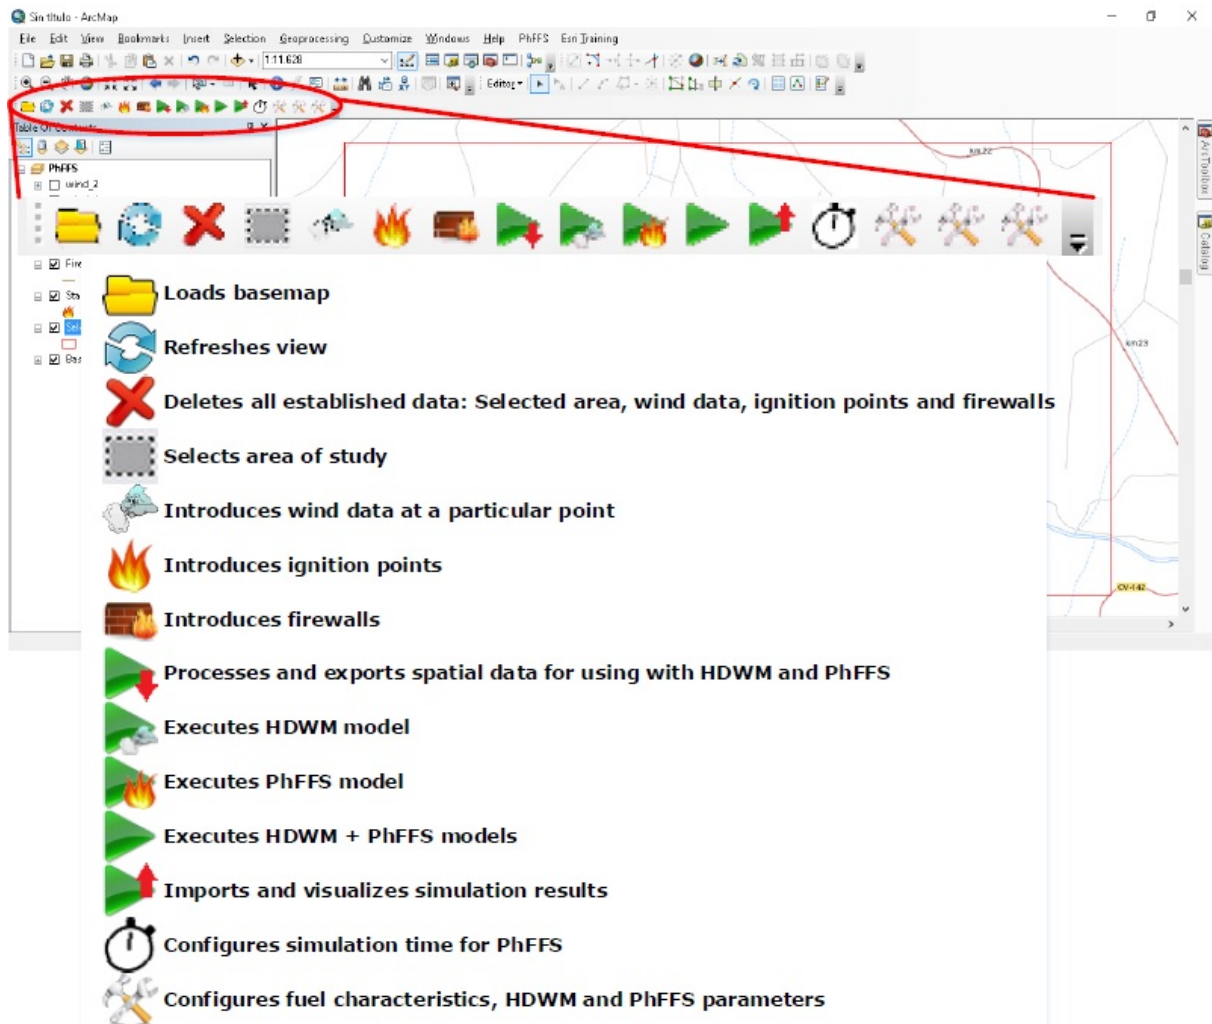 Sin título - ArcMap
File Edit View Bookmarks Insert Selection Geoprocessing Customize Windows Help PhFFS Esri Training
1:11.628
Editor
Table Of Contents
PhFFS
wind_2
km22
ArcToolbox
Catalog
Fire
Sta
Sele
Bas
km23
CV-142
Loads basemap
Refreshes view
Deletes all established data: Selected area, wind data, ignition points and firewalls
Selects area of study
Introduces wind data at a particular point
Introduces ignition points
Introduces firewalls
Processes and exports spatial data for using with HDWM and PhFFS
Executes HDWM model
Executes PhFFS model
Executes HDWM + PhFFS models
Imports and visualizes simulation results
Configures simulation time for PhFFS
Configures fuel characteristics, HDWM and PhFFS parameters